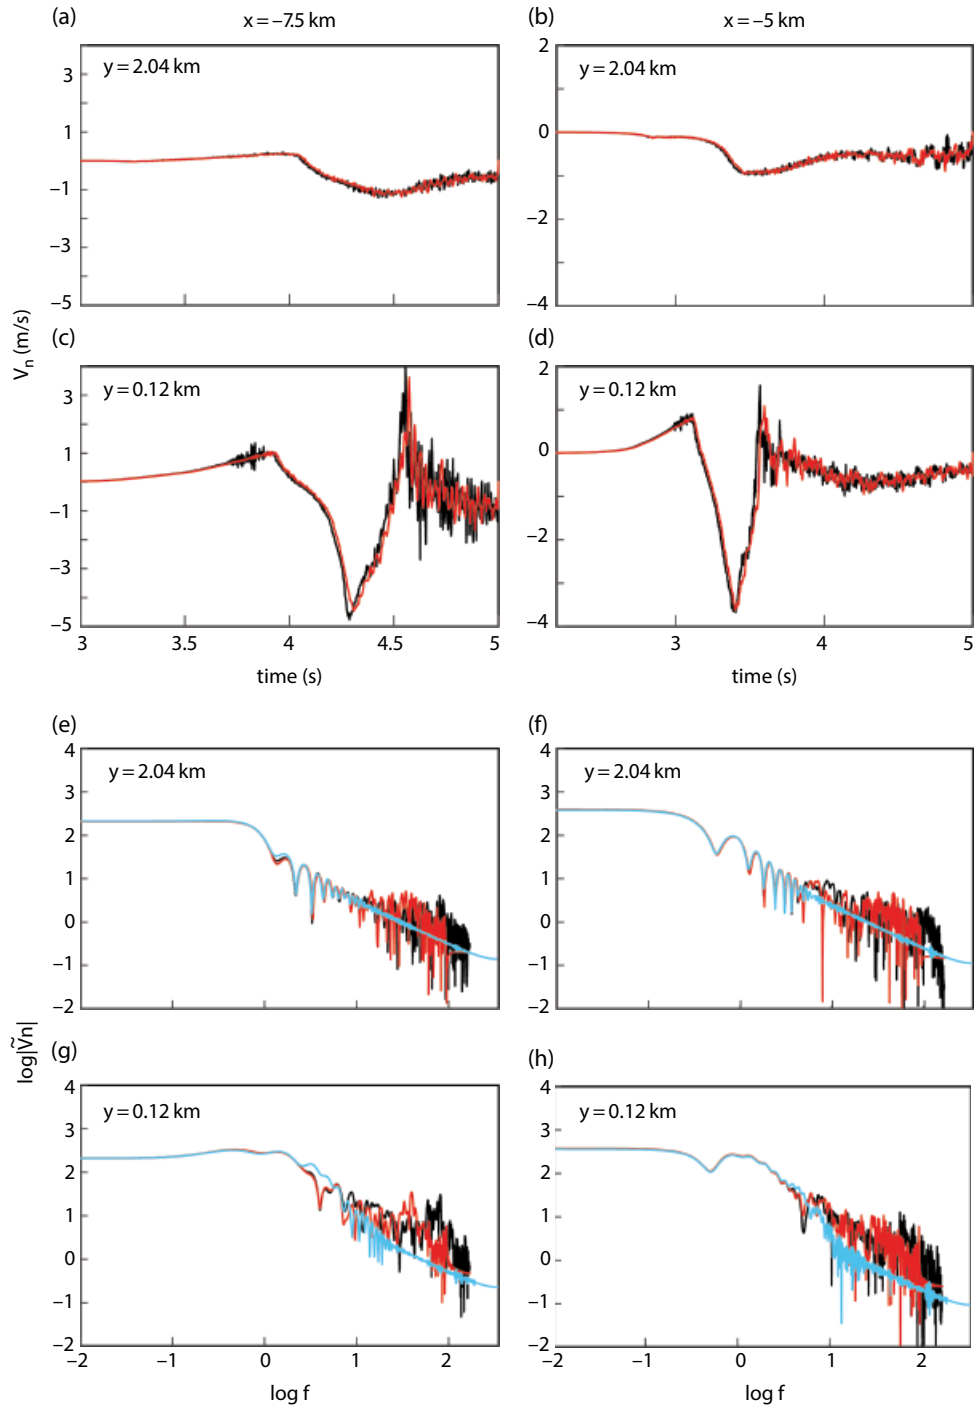 (a) x = –7.5 km (b) x = –5 km
y = 2.04 km y = 2.04 km
3 1 –1 –3 –5
2 0 –2 –4
V_n (m/s)
(c) (d)
y = 0.12 km y = 0.12 km
3 1 –1 –3 –5
2 0 –2 –4
3 3.5 4 4.5 5 3 4 5
time (s) time (s)
(e) (f)
y = 2.04 km y = 2.04 km
4 3 2 1 0 –1 –2
4 3 2 1 0 –1 –2
log|Ṽn|
(g) (h)
y = 0.12 km y = 0.12 km
4 3 2 1 0 –1 –2
4 3 2 1 0 –1 –2
–2 –1 0 1 2 –2 –1 0 1 2
log f log f